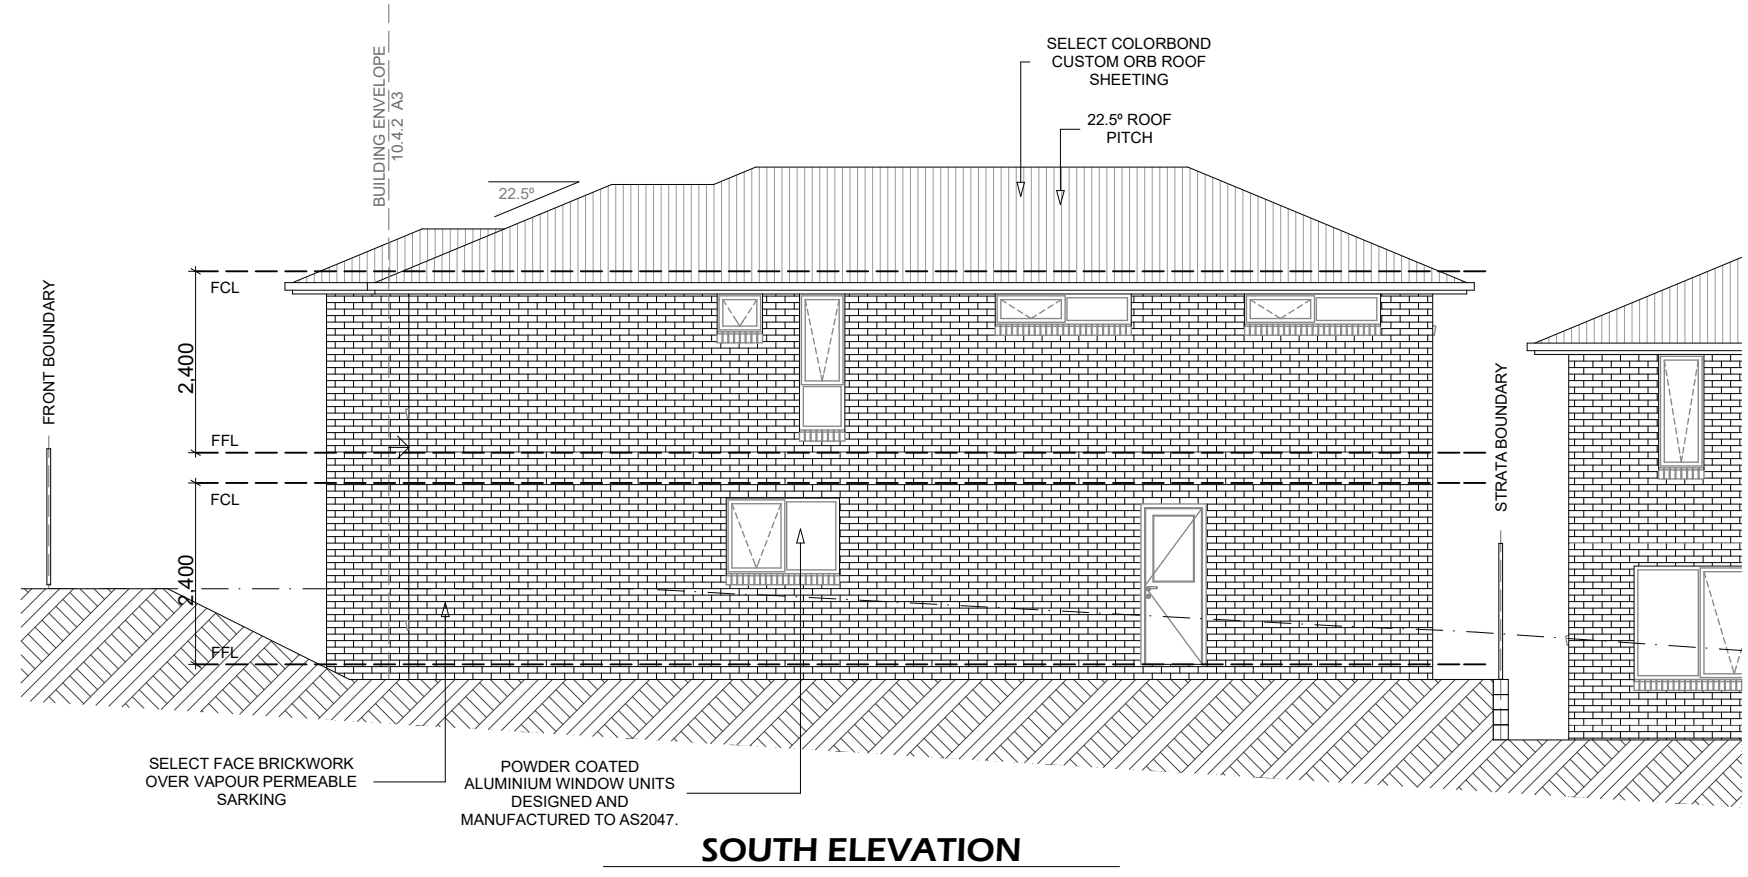 SELECT COLORBOND
CUSTOM ORB ROOF
SHEETING
22.5° ROOF
PITCH
BUILDING ENVELOPE
10.4.2 A3
22.5°
FCL
2,400
FFL
FCL
2,400
FFL
FRONT BOUNDARY
STRATA BOUNDARY
SELECT FACE BRICKWORK
OVER VAPOUR PERMEABLE
SARKING
POWDER COATED
ALUMINIUM WINDOW UNITS
DESIGNED AND
MANUFACTURED TO AS2047.
SOUTH ELEVATION